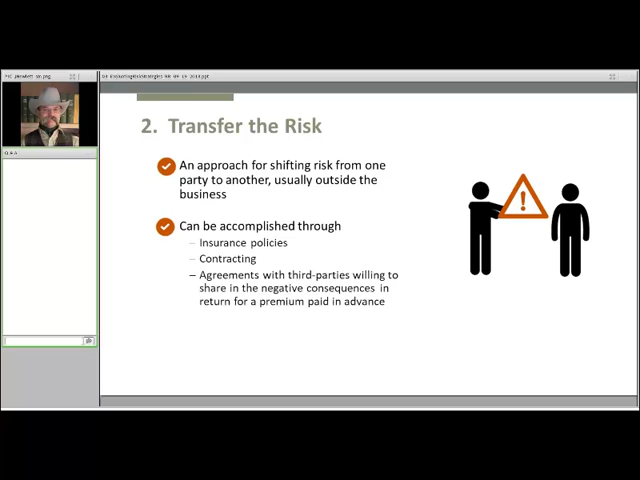 2. Transfer the Risk
An approach for shifting risk from one
party to another, usually outside the
business
Can be accomplished through
– Insurance policies
– Contracting
– Agreements with third-parties willing to
share in the negative consequences in
return for a premium paid in advance
!
Q & A